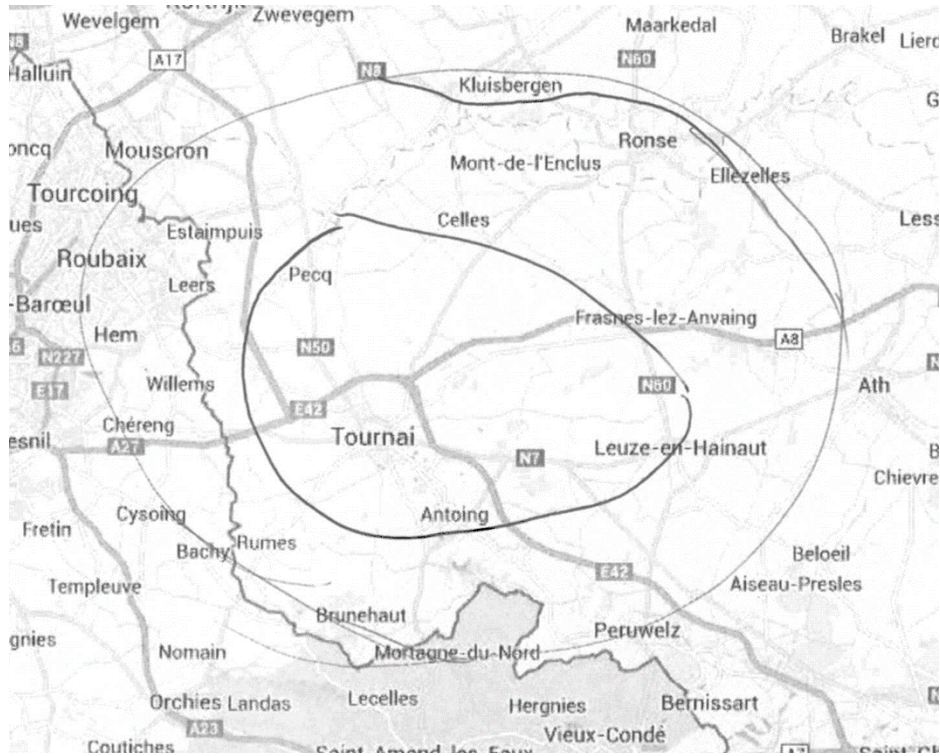 Zwevegem
Wevelgem
Maarkedal
Brakel
N8
A17
N60
Halluin
N8
Kluisbergen
Ronse
Mouscron
Mont-de-l'Enclus
Ellezelles
Tourcoing
Celles
Estaimpuis
Roubaix
Pecq
Leers
Frasnes-lez-Anvaing
Hem
A8
N50
N227
Willems
N60
Ath
E17
E42
Chéreng
Tournai
A27
Leuze-en-Hainaut
N7
Chievre
Cysoing
Antoing
Fretin
Rumes
Bachy
Beloeil
E42
Templeuve
Aiseau-Presles
Brunehaut
Peruwelz
Nomain
Mortagne-du-Nord
Lecelles
Orchies Landas
Hergnies
Bernissart
A23
Vieux-Condé
Coutiches